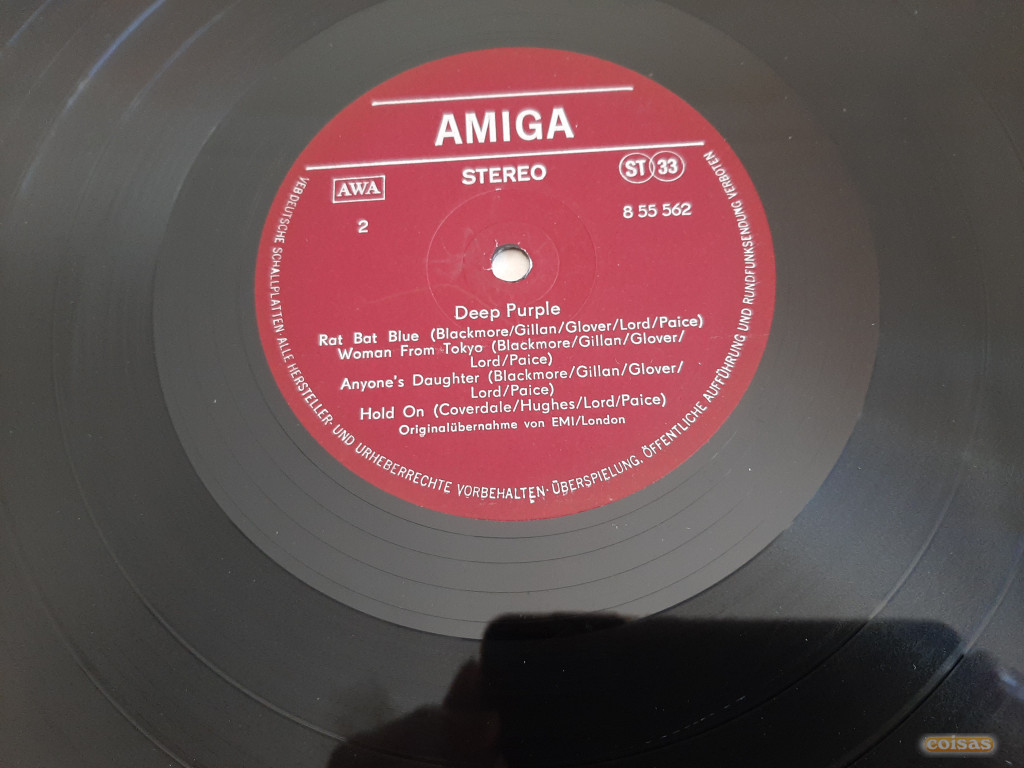 AMIGA
STEREO
ST 33
AWA
2
8 55 562
Deep Purple
Rat Bat Blue (Blackmore/Gillan/Glover/Lord/Paice)
Woman From Tokyo (Blackmore/Gillan/Glover/
Lord/Paice)
Anyone's Daughter (Blackmore/Gillan/Glover/
Lord/Paice)
Hold On (Coverdale/Hughes/Lord/Paice)
Originalübernahme von EMI/London
VEB DEUTSCHE SCHALLPLATTEN · ALLE HERSTELLER- UND URHEBERRECHTE VORBEHALTEN · ÜBERSPIELUNG, ÖFFENTLICHE AUFFÜHRUNG UND RUNDFUNKSENDUNG VERBOTEN
coisas